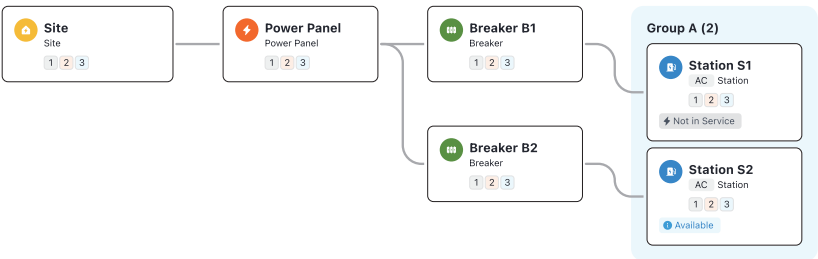 Site
Site
1 2 3
Power Panel
Power Panel
1 2 3
Breaker B1
Breaker
1 2 3
Breaker B2
Breaker
1 2 3
Group A (2)
Station S1
AC Station
1 2 3
Not in Service
Station S2
AC Station
1 2 3
Available